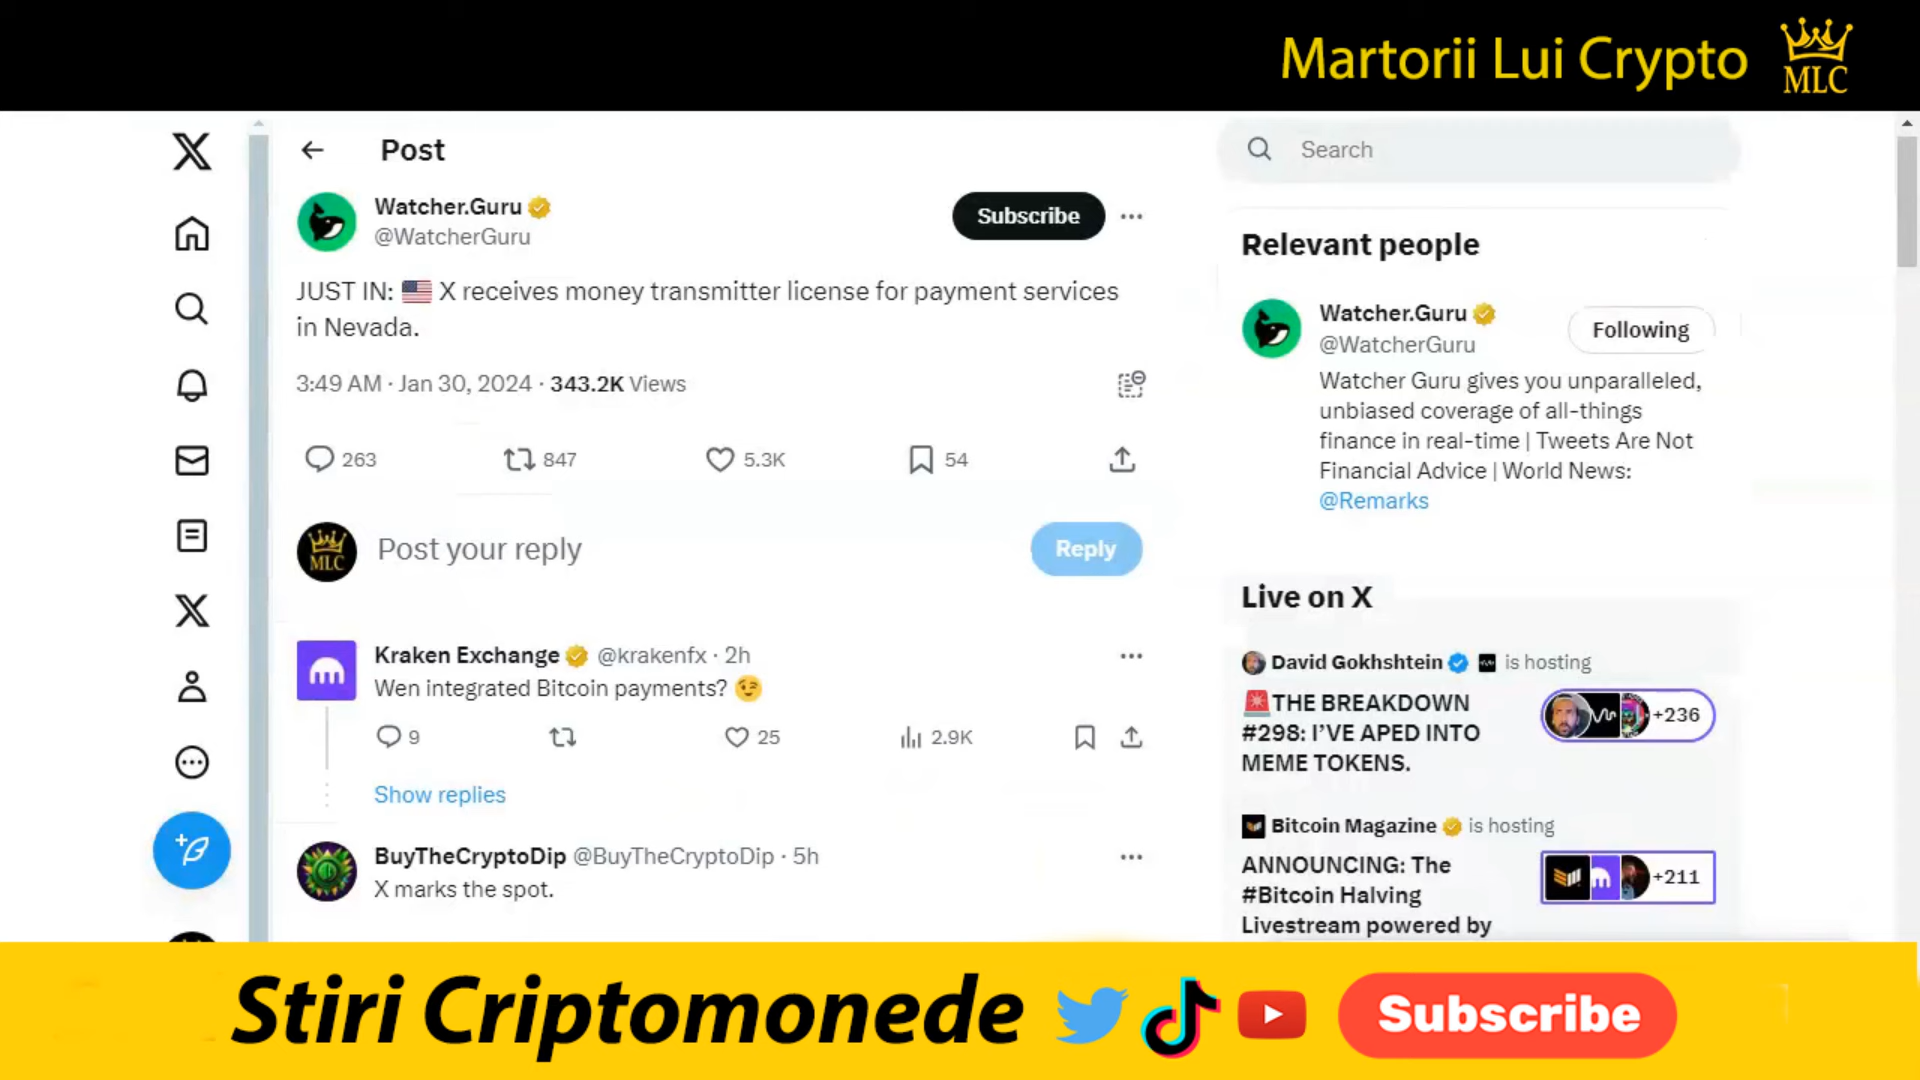 Martorii Lui Crypto
MLC
Post
Watcher.Guru
@WatcherGuru
Subscribe
JUST IN: 🇺🇸 X receives money transmitter license for payment services
in Nevada.
3:49 AM · Jan 30, 2024 · 343.2K Views
263
847
5.3K
54
MLC
Post your reply
Reply
Kraken Exchange @krakenfx · 2h
Wen integrated Bitcoin payments? 😉
9
25
2.9K
Show replies
BuyTheCryptoDip @BuyTheCryptoDip · 5h
X marks the spot.
Search
Relevant people
Watcher.Guru
@WatcherGuru
Following
Watcher Guru gives you unparalleled,
unbiased coverage of all-things
finance in real-time | Tweets Are Not
Financial Advice | World News:
@Remarks
Live on X
David Gokhshtein is hosting
🚨THE BREAKDOWN
#298: I'VE APED INTO
MEME TOKENS.
+236
Bitcoin Magazine is hosting
ANNOUNCING: The
#Bitcoin Halving
Livestream powered by
+211
Stiri Criptomonede
Subscribe